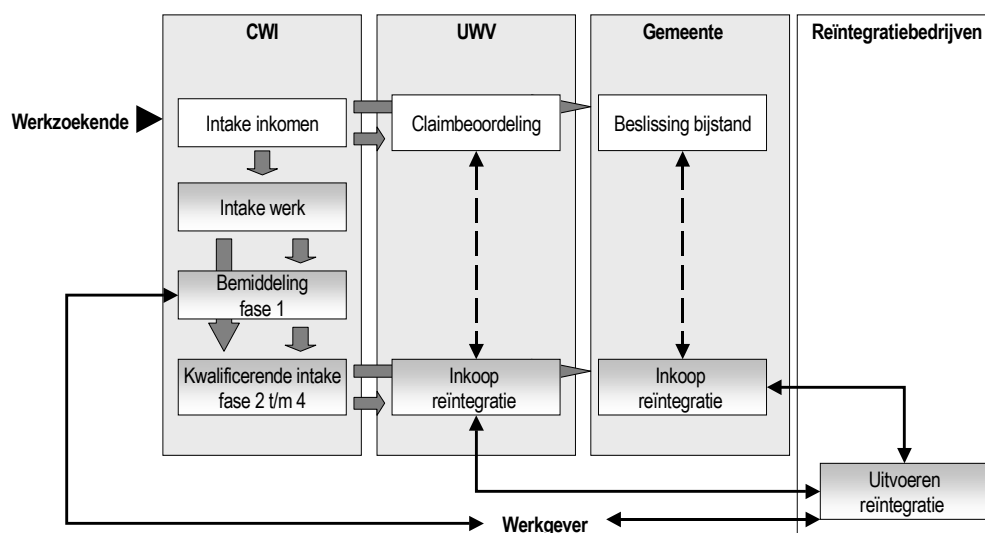 CWI
UWV
Gemeente
Reïntegratiebedrijven
Werkzoekende
Intake inkomen
Claimbeoordeling
Beslissing bijstand
Intake werk
Bemiddeling
fase 1
Kwalificerende intake
fase 2 t/m 4
Inkoop
reïntegratie
Inkoop
reïntegratie
Uitvoeren
reïntegratie
Werkgever